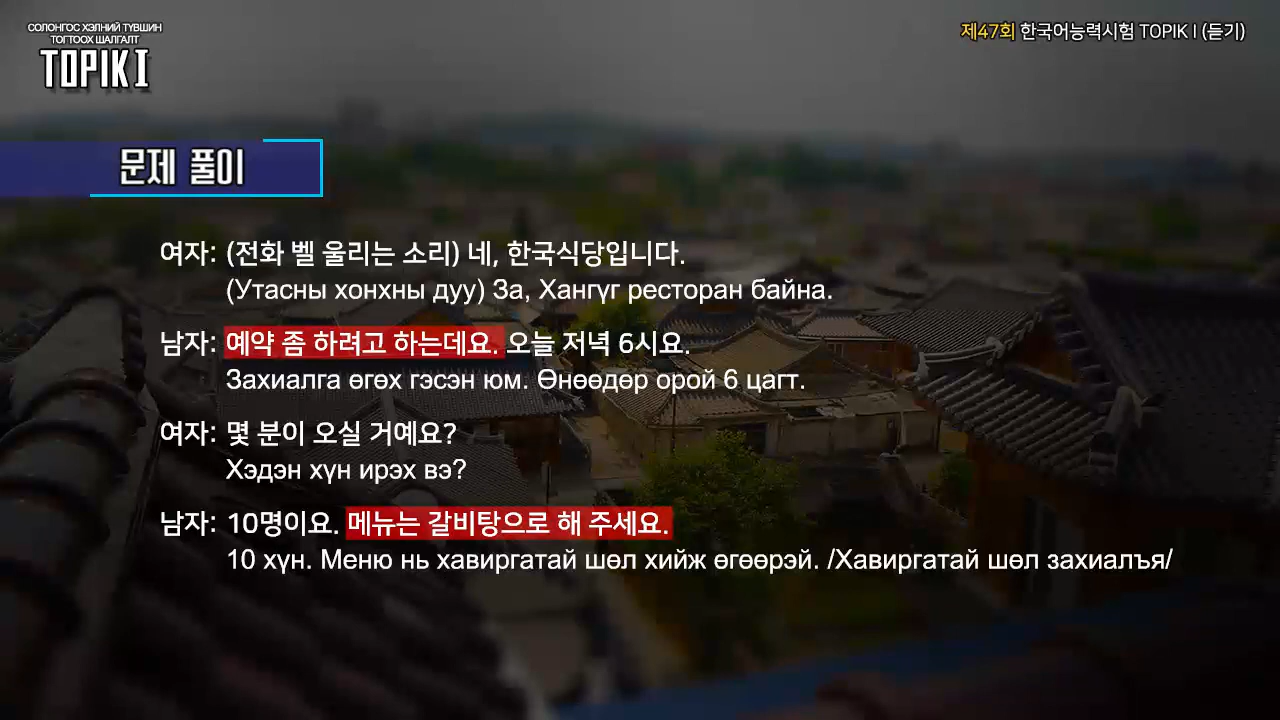 СОЛОНГОС ХЭЛНИЙ ТҮВШИН
ТОГТООХ ШАЛГАЛТ
TOPIK I
제47회 한국어능력시험 TOPIK I (듣기)
문제 풀이
여자: (전화 벨 울리는 소리) 네, 한국식당입니다.
(Утасны хонхны дуу) За, Хангүг ресторан байна.
남자: 예약 좀 하려고 하는데요. 오늘 저녁 6시요.
Захиалга өгөх гэсэн юм. Өнөөдөр орой 6 цагт.
여자: 몇 분이 오실 거예요?
Хэдэн хүн ирэх вэ?
남자: 10명이요. 메뉴는 갈비탕으로 해 주세요.
10 хүн. Меню нь хавиргатай шөл хийж өгөөрэй. /Хавиргатай шөл захиалъя/